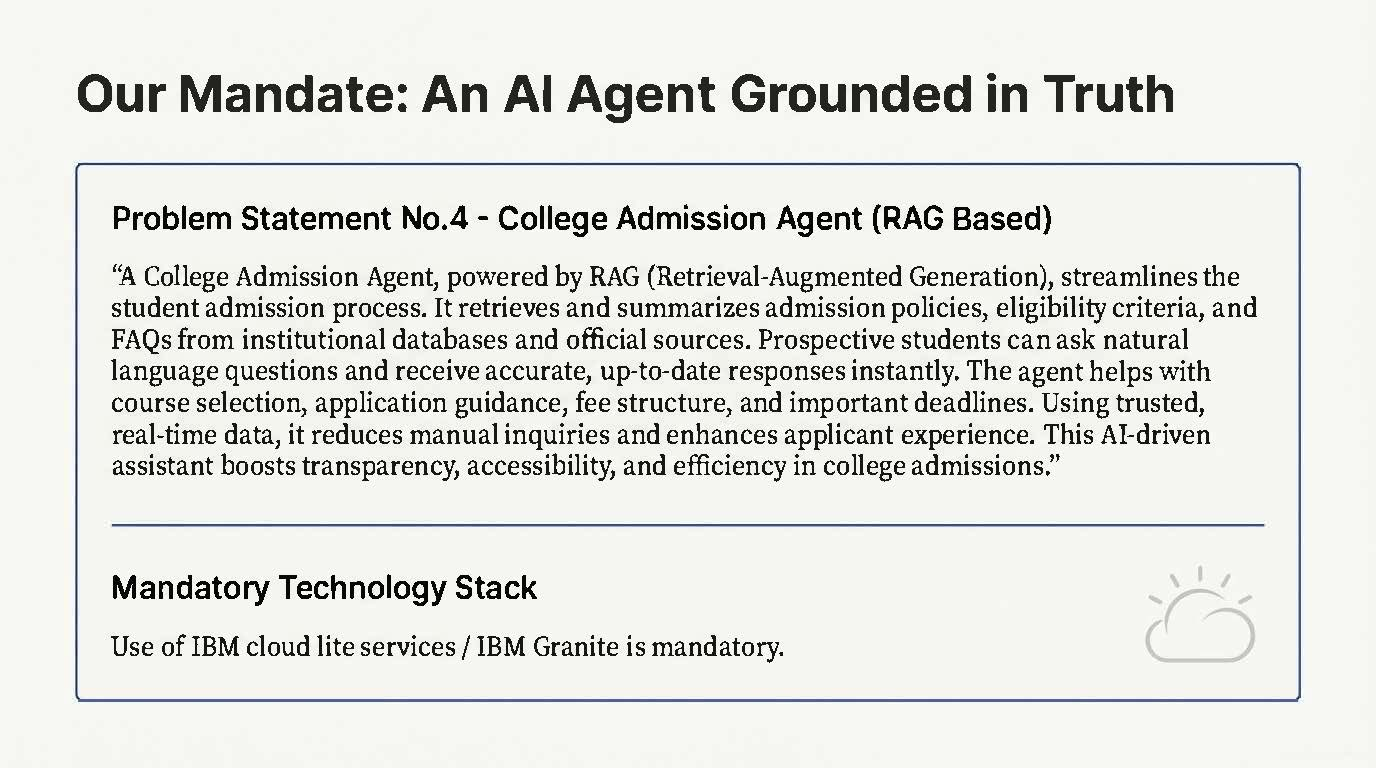 Our Mandate: An AI Agent Grounded in Truth
Problem Statement No.4 - College Admission Agent (RAG Based)
“A College Admission Agent, powered by RAG (Retrieval-Augmented Generation), streamlines the
student admission process. It retrieves and summarizes admission policies, eligibility criteria, and
FAQs from institutional databases and official sources. Prospective students can ask natural
language questions and receive accurate, up-to-date responses instantly. The agent helps with
course selection, application guidance, fee structure, and important deadlines. Using trusted,
real-time data, it reduces manual inquiries and enhances applicant experience. This AI-driven
assistant boosts transparency, accessibility, and efficiency in college admissions.”
Mandatory Technology Stack
Use of IBM cloud lite services / IBM Granite is mandatory.